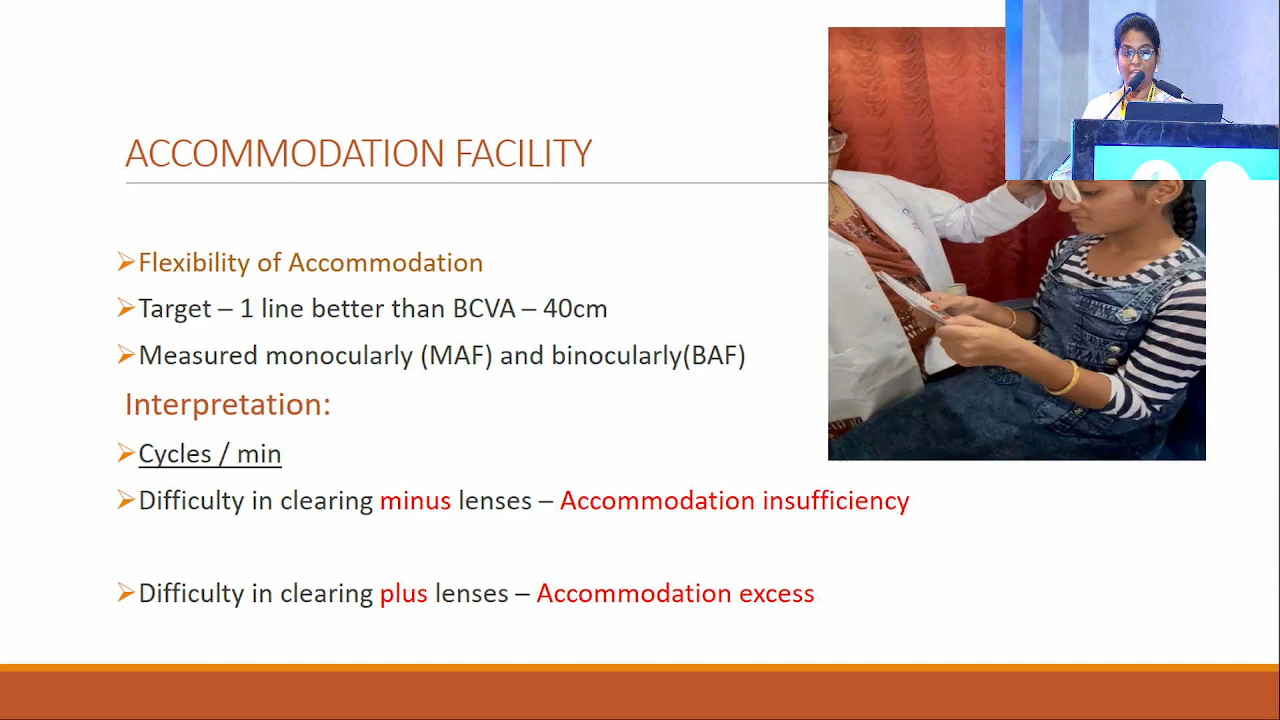 ACCOMMODATION FACILITY
Flexibility of Accommodation
Target – 1 line better than BCVA – 40cm
Measured monocularly (MAF) and binocularly(BAF)
Interpretation:
Cycles / min
Difficulty in clearing minus lenses – Accommodation insufficiency
Difficulty in clearing plus lenses – Accommodation excess